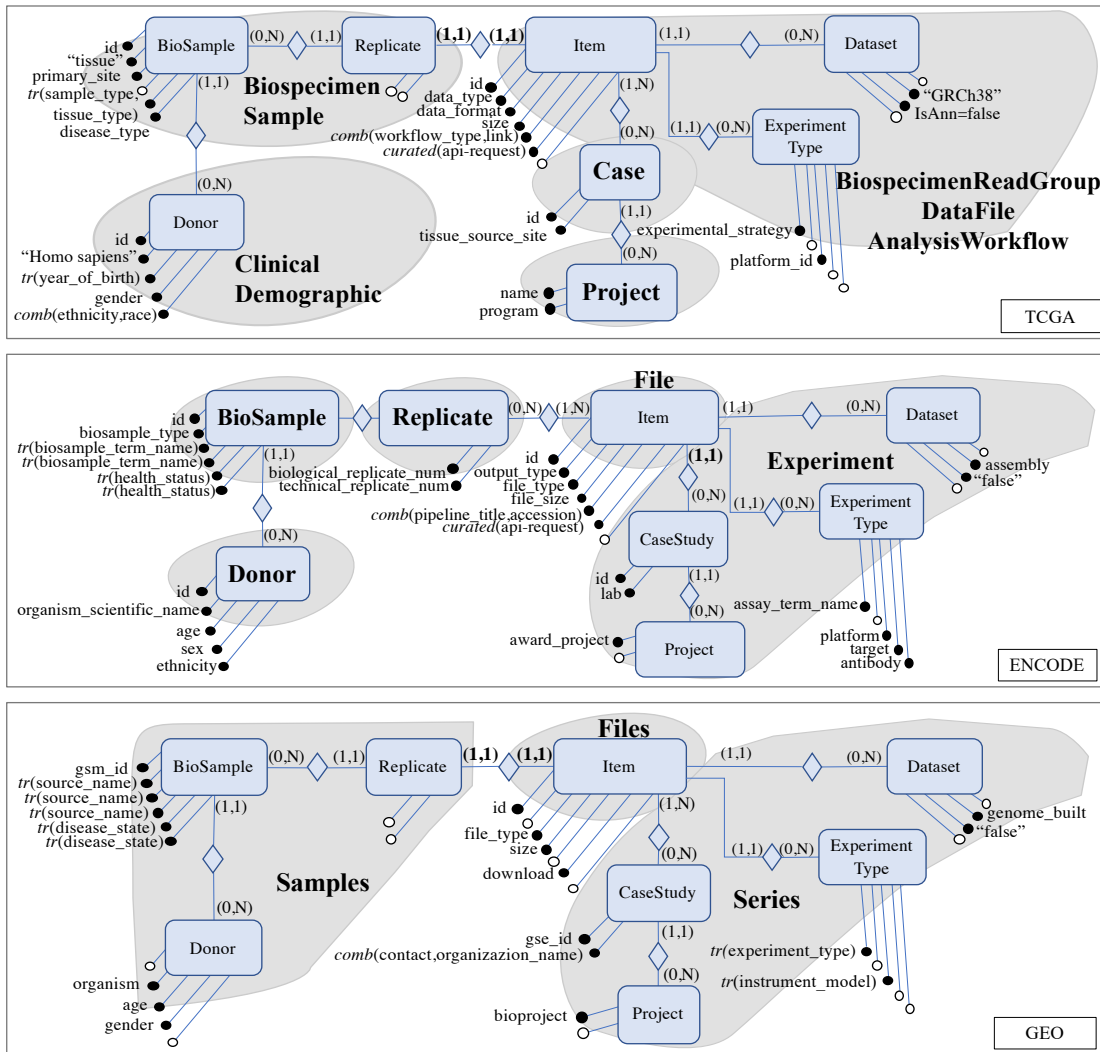 BioSample
(0,N)
(1,1)
Replicate
(1,1)
(1,1)
Item
(1,1)
(0,N)
Dataset
id
“tissue”
primary_site
tr(sample_type,
tissue_type)
disease_type
(1,1)
Biospecimen
Sample
id
data_type
data_format
size
comb(workflow_type,link)
curated(api-request)
(1,N)
(0,N)
“GRCh38”
IsAnn=false
(1,1)
(0,N)
Experiment
Type
Case
(0,N)
Donor
id
“Homo sapiens”
tr(year_of_birth)
gender
comb(ethnicity,race)
Clinical
Demographic
id
tissue_source_site
(1,1)
(0,N)
experimental_strategy
platform_id
BiospecimenReadGroup
DataFile
AnalysisWorkflow
name
program
Project
TCGA
File
BioSample
Replicate
(0,N)
(1,N)
Item
(1,1)
(0,N)
Dataset
id
biosample_type
tr(biosample_term_name)
tr(biosample_term_name)
tr(health_status)
tr(health_status)
(1,1)
biological_replicate_num
technical_replicate_num
id
output_type
file_type
file_size
comb(pipeline_title,accession)
curated(api-request)
(1,1)
(0,N)
Experiment
assembly
“false”
(1,1)
(0,N)
Experiment
Type
(0,N)
Donor
id
organism_scientific_name
age
sex
ethnicity
CaseStudy
id
lab
(1,1)
(0,N)
assay_term_name
platform
target
antibody
award_project
Project
ENCODE
Files
BioSample
(0,N)
(1,1)
Replicate
(1,1)
(1,1)
Item
(1,1)
(0,N)
Dataset
gsm_id
tr(source_name)
tr(source_name)
tr(source_name)
tr(disease_state)
tr(disease_state)
(1,1)
id
file_type
size
download
(1,N)
(0,N)
genome_built
“false”
(1,1)
(0,N)
Experiment
Type
Samples
CaseStudy
Series
(0,N)
Donor
organism
age
gender
gse_id
comb(contact,organizazion_name)
(1,1)
(0,N)
tr(experiment_type)
tr(instrument_model)
bioproject
Project
GEO